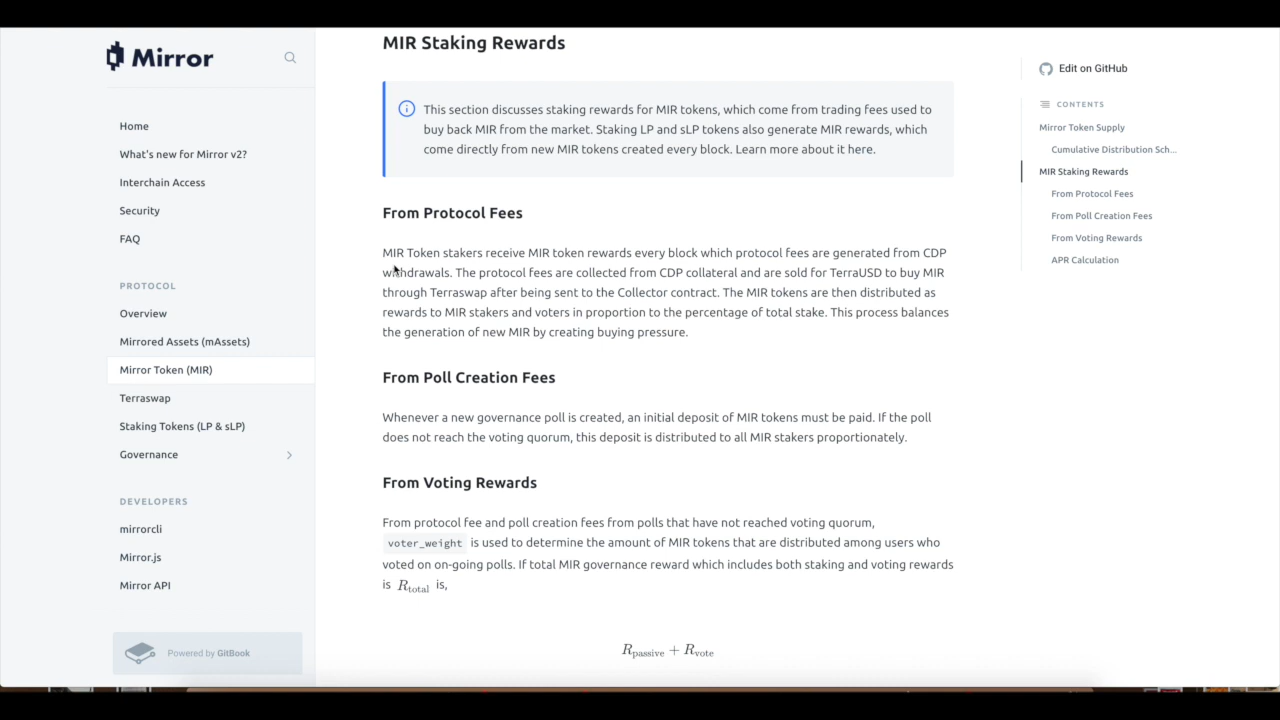 Mirror
Home
What's new for Mirror v2?
Interchain Access
Security
FAQ
PROTOCOL
Overview
Mirrored Assets (mAssets)
Mirror Token (MIR)
Terraswap
Staking Tokens (LP & sLP)
Governance
DEVELOPERS
mirrorcli
Mirror.js
Mirror API
Powered by GitBook
MIR Staking Rewards
This section discusses staking rewards for MIR tokens, which come from trading fees used to
buy back MIR from the market. Staking LP and sLP tokens also generate MIR rewards, which
come directly from new MIR tokens created every block. Learn more about it here.
From Protocol Fees
MIR Token stakers receive MIR token rewards every block which protocol fees are generated from CDP
withdrawals. The protocol fees are collected from CDP collateral and are sold for TerraUSD to buy MIR
through Terraswap after being sent to the Collector contract. The MIR tokens are then distributed as
rewards to MIR stakers and voters in proportion to the percentage of total stake. This process balances
the generation of new MIR by creating buying pressure.
From Poll Creation Fees
Whenever a new governance poll is created, an initial deposit of MIR tokens must be paid. If the poll
does not reach the voting quorum, this deposit is distributed to all MIR stakers proportionately.
From Voting Rewards
From protocol fee and poll creation fees from polls that have not reached voting quorum,
voter_weight is used to determine the amount of MIR tokens that are distributed among users who
voted on on-going polls. If total MIR governance reward which includes both staking and voting rewards
is R_total is,
R_passive + R_vote
Edit on GitHub
CONTENTS
Mirror Token Supply
Cumulative Distribution Sch...
MIR Staking Rewards
From Protocol Fees
From Poll Creation Fees
From Voting Rewards
APR Calculation